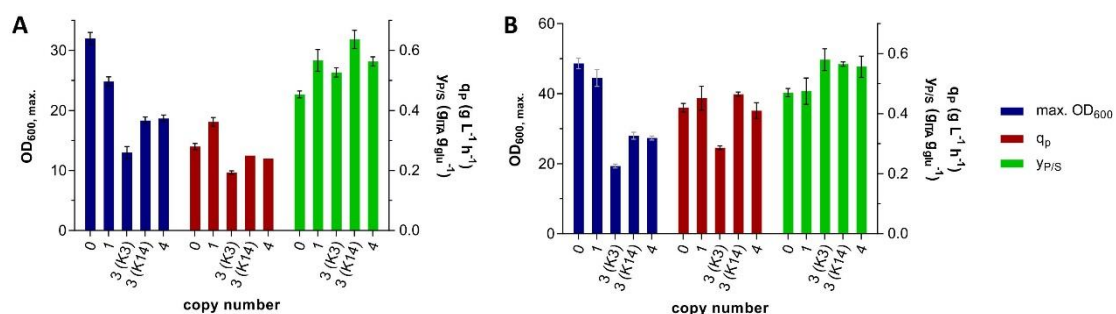 A
OD600, max.
30
20
10
0
0.6
0.4
0.2
0.0
qP (g L-1 h-1)
yP/S (gITA gglu-1)
0
1
3 (K3)
3 (K14)
4
0
1
3 (K3)
3 (K14)
4
0
1
3 (K3)
3 (K14)
4
copy number
B
OD600, max.
60
40
20
0
0.6
0.4
0.2
0.0
qP (g L-1 h-1)
yP/S (gITA gglu-1)
0
1
3 (K3)
3 (K14)
4
0
1
3 (K3)
3 (K14)
4
0
1
3 (K3)
3 (K14)
4
copy number
max. OD600
qp
yP/S